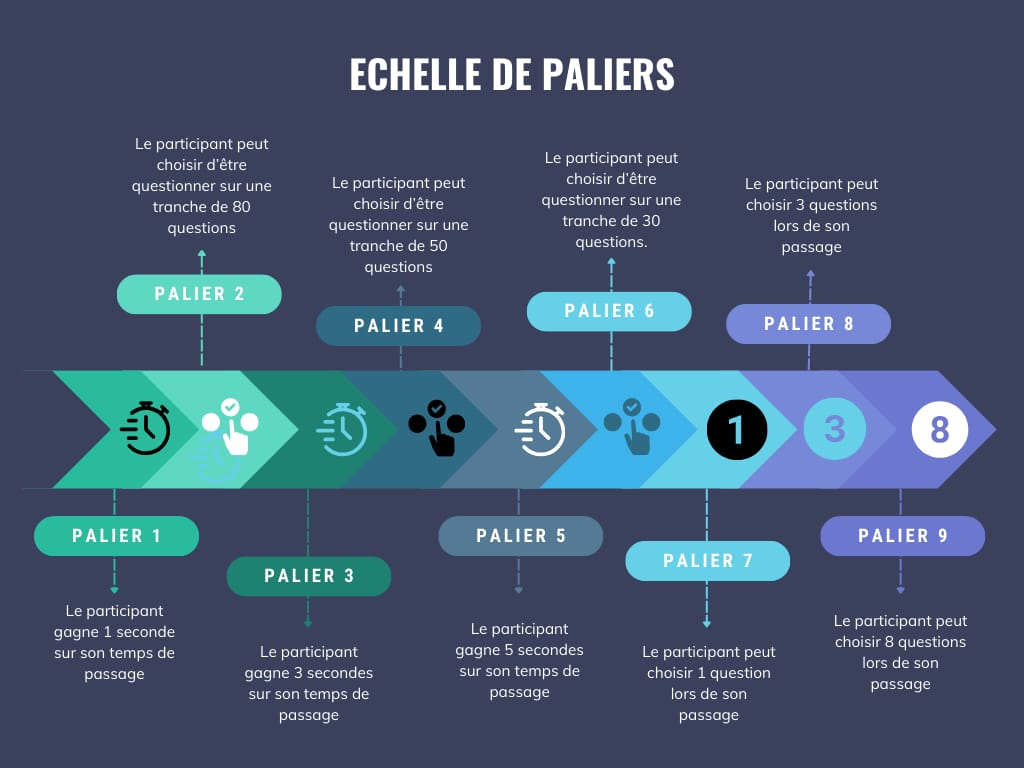 ECHELLE DE PALIERS
Le participant peut
choisir d'être
questionner sur une
tranche de 80
questions
PALIER 2
Le participant peut
choisir d'être
questionner sur une
tranche de 50
questions
PALIER 4
Le participant peut
choisir d'être
questionner sur une
tranche de 30
questions.
PALIER 6
Le participant peut
choisir 3 questions
lors de son
passage
PALIER 8
1
3
8
PALIER 1
Le participant
gagne 1 seconde
sur son temps de
passage
PALIER 3
Le participant
gagne 3 secondes
sur son temps de
passage
PALIER 5
Le participant
gagne 5 secondes
sur son temps de
passage
PALIER 7
Le participant peut
choisir 1 question
lors de son
passage
PALIER 9
Le participant peut
choisir 8 questions
lors de son
passage